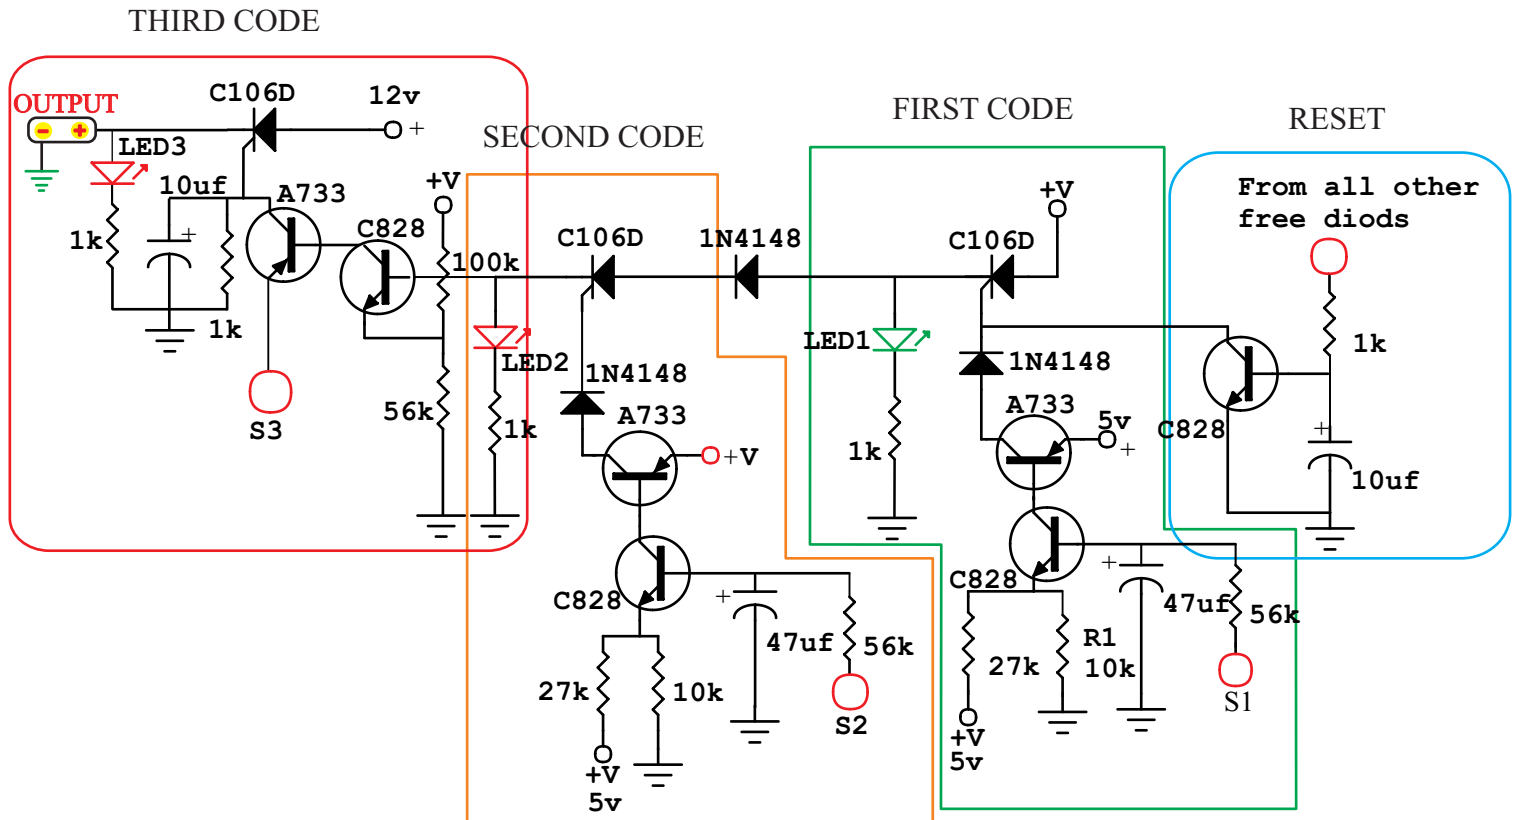 THIRD CODE
OUTPUT
C106D
12v
+
- +
LED3
10uf
+
A733
1k
1k
C828
+V
100k
56k
S3
SECOND CODE
C106D
1N4148
LED2
1k
1N4148
A733
+V
C828
+
47uf
56k
27k
10k
S2
+V
5v
FIRST CODE
+V
C106D
LED1
1k
1N4148
A733
5v
+
C828
+
47uf
56k
R1
27k
10k
S1
+V
5v
RESET
From all other
free diods
1k
C828
+
10uf